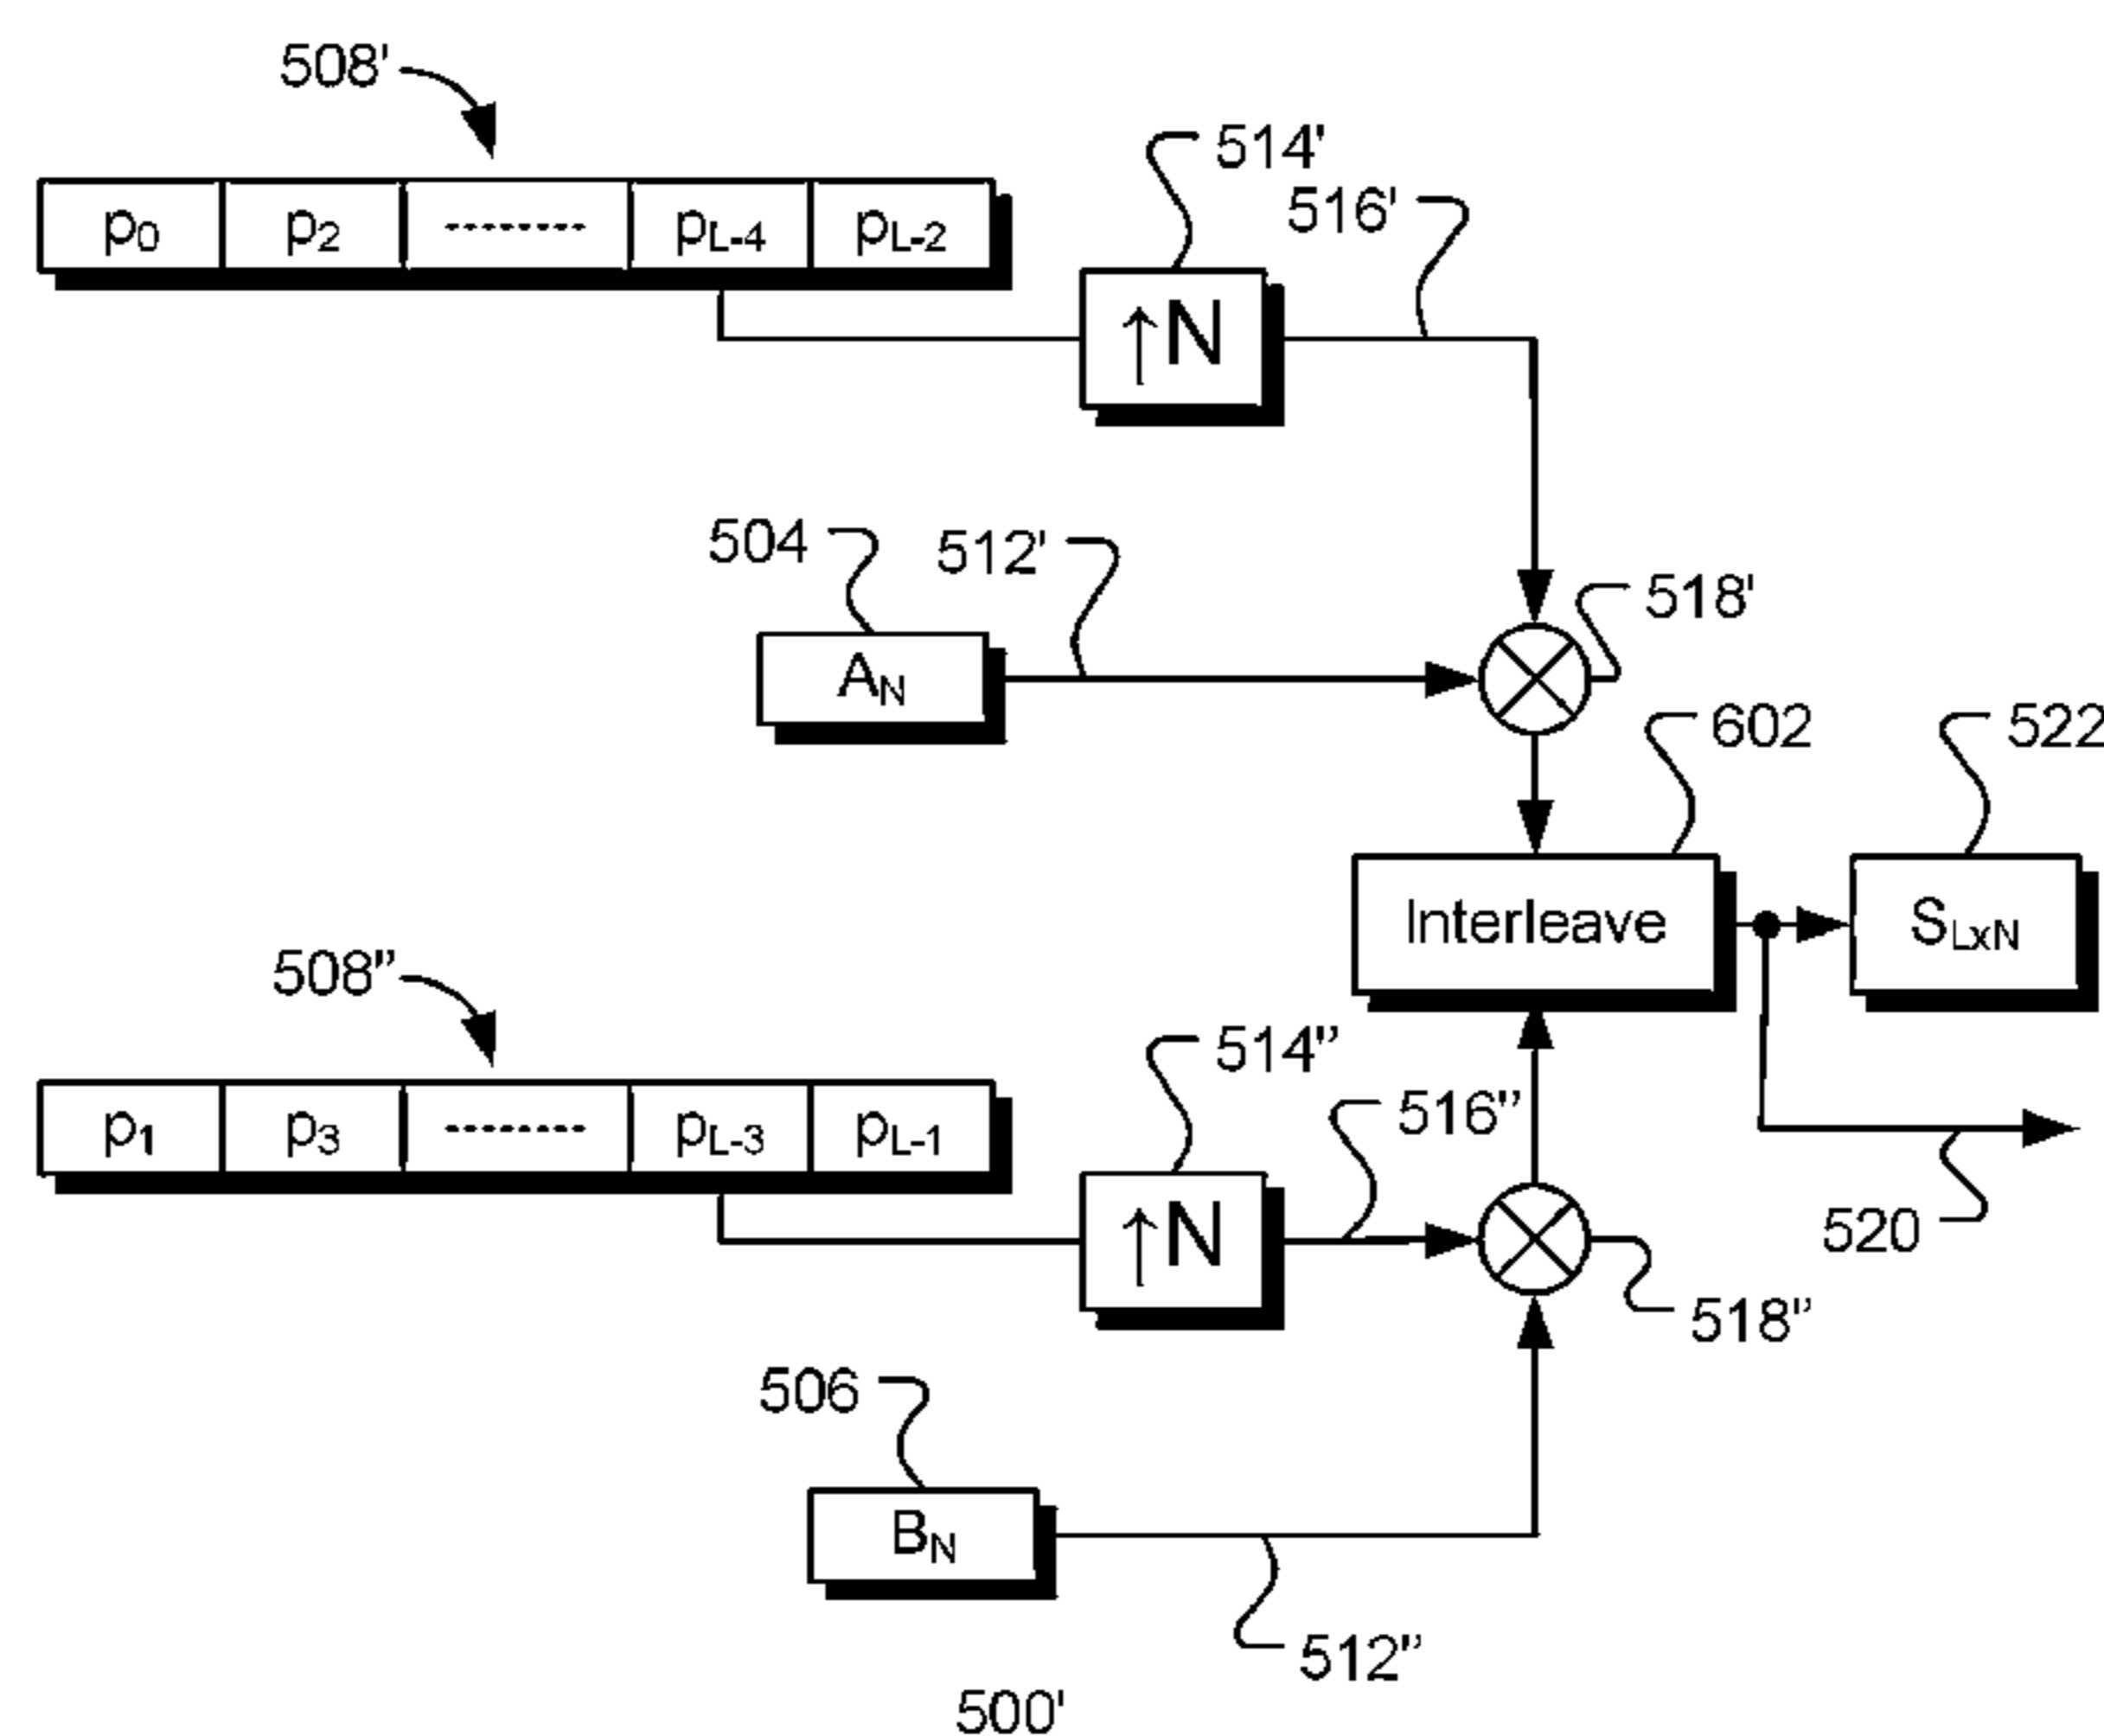 508'
514'
516'
p0 p2 -------- pL-4 pL-2
↑N
504 512' 518'
AN
602 522
Interleave SLxN
508"
514"
516"
p1 p3 -------- pL-3 pL-1
↑N
520
518"
506
BN
512"
500'